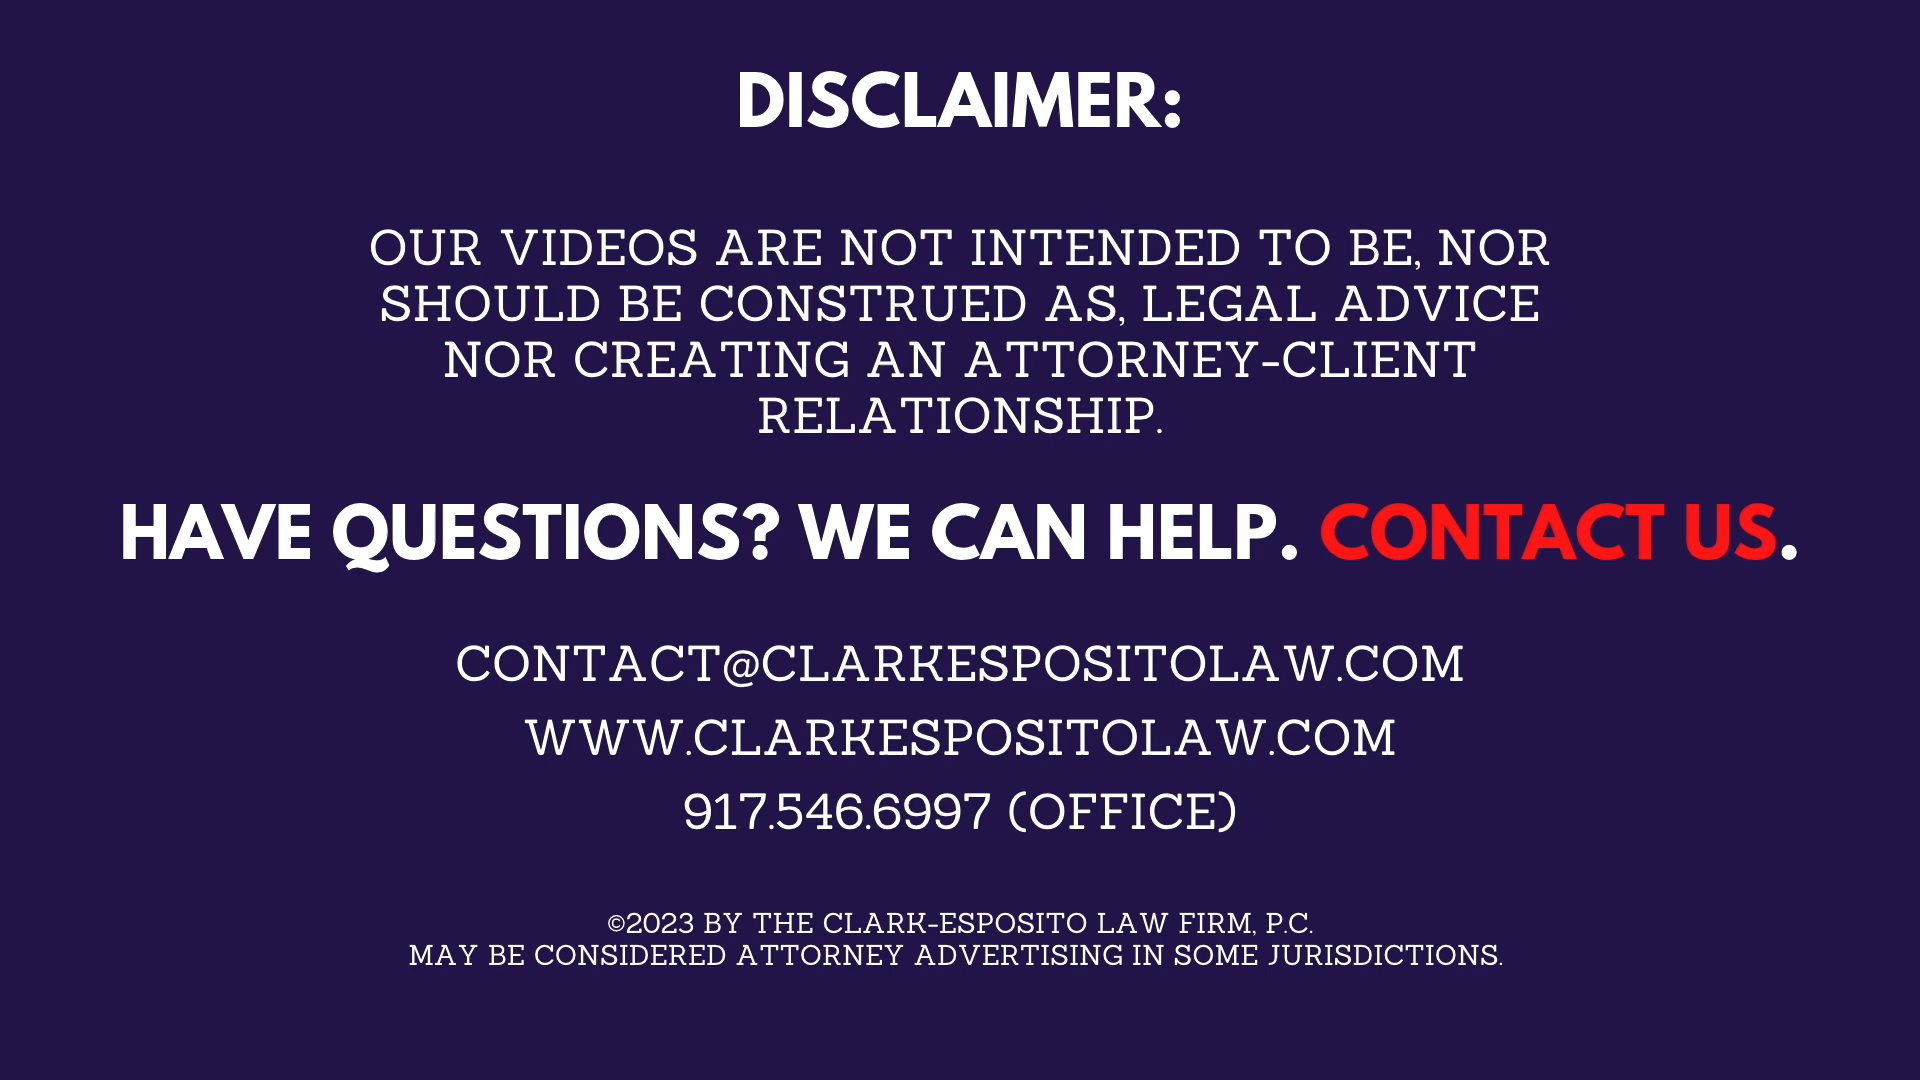 DISCLAIMER:
OUR VIDEOS ARE NOT INTENDED TO BE, NOR
SHOULD BE CONSTRUED AS, LEGAL ADVICE
NOR CREATING AN ATTORNEY-CLIENT
RELATIONSHIP.
HAVE QUESTIONS? WE CAN HELP. CONTACT US.
CONTACT@CLARKESPOSITOLAW.COM
WWW.CLARKESPOSITOLAW.COM
917.546.6997 (OFFICE)
©2023 BY THE CLARK-ESPOSITO LAW FIRM, P.C.
MAY BE CONSIDERED ATTORNEY ADVERTISING IN SOME JURISDICTIONS.